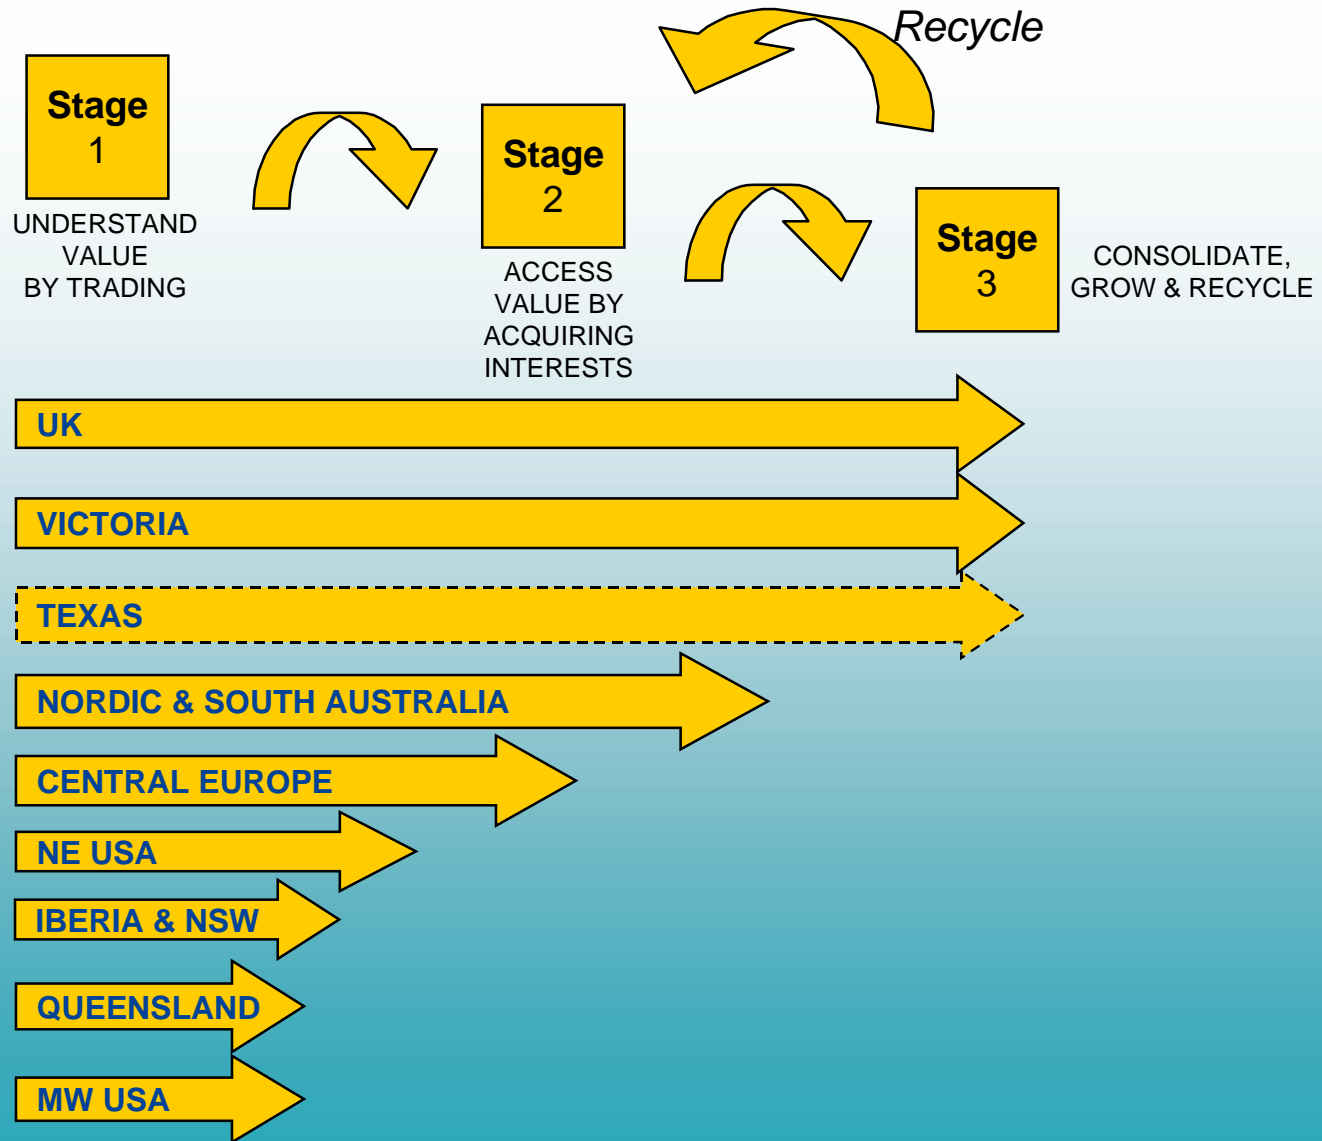 Recycle
Stage
1
UNDERSTAND
VALUE
BY TRADING
Stage
2
ACCESS
VALUE BY
ACQUIRING
INTERESTS
Stage
3
CONSOLIDATE,
GROW & RECYCLE
UK
VICTORIA
TEXAS
NORDIC & SOUTH AUSTRALIA
CENTRAL EUROPE
NE USA
IBERIA & NSW
QUEENSLAND
MW USA